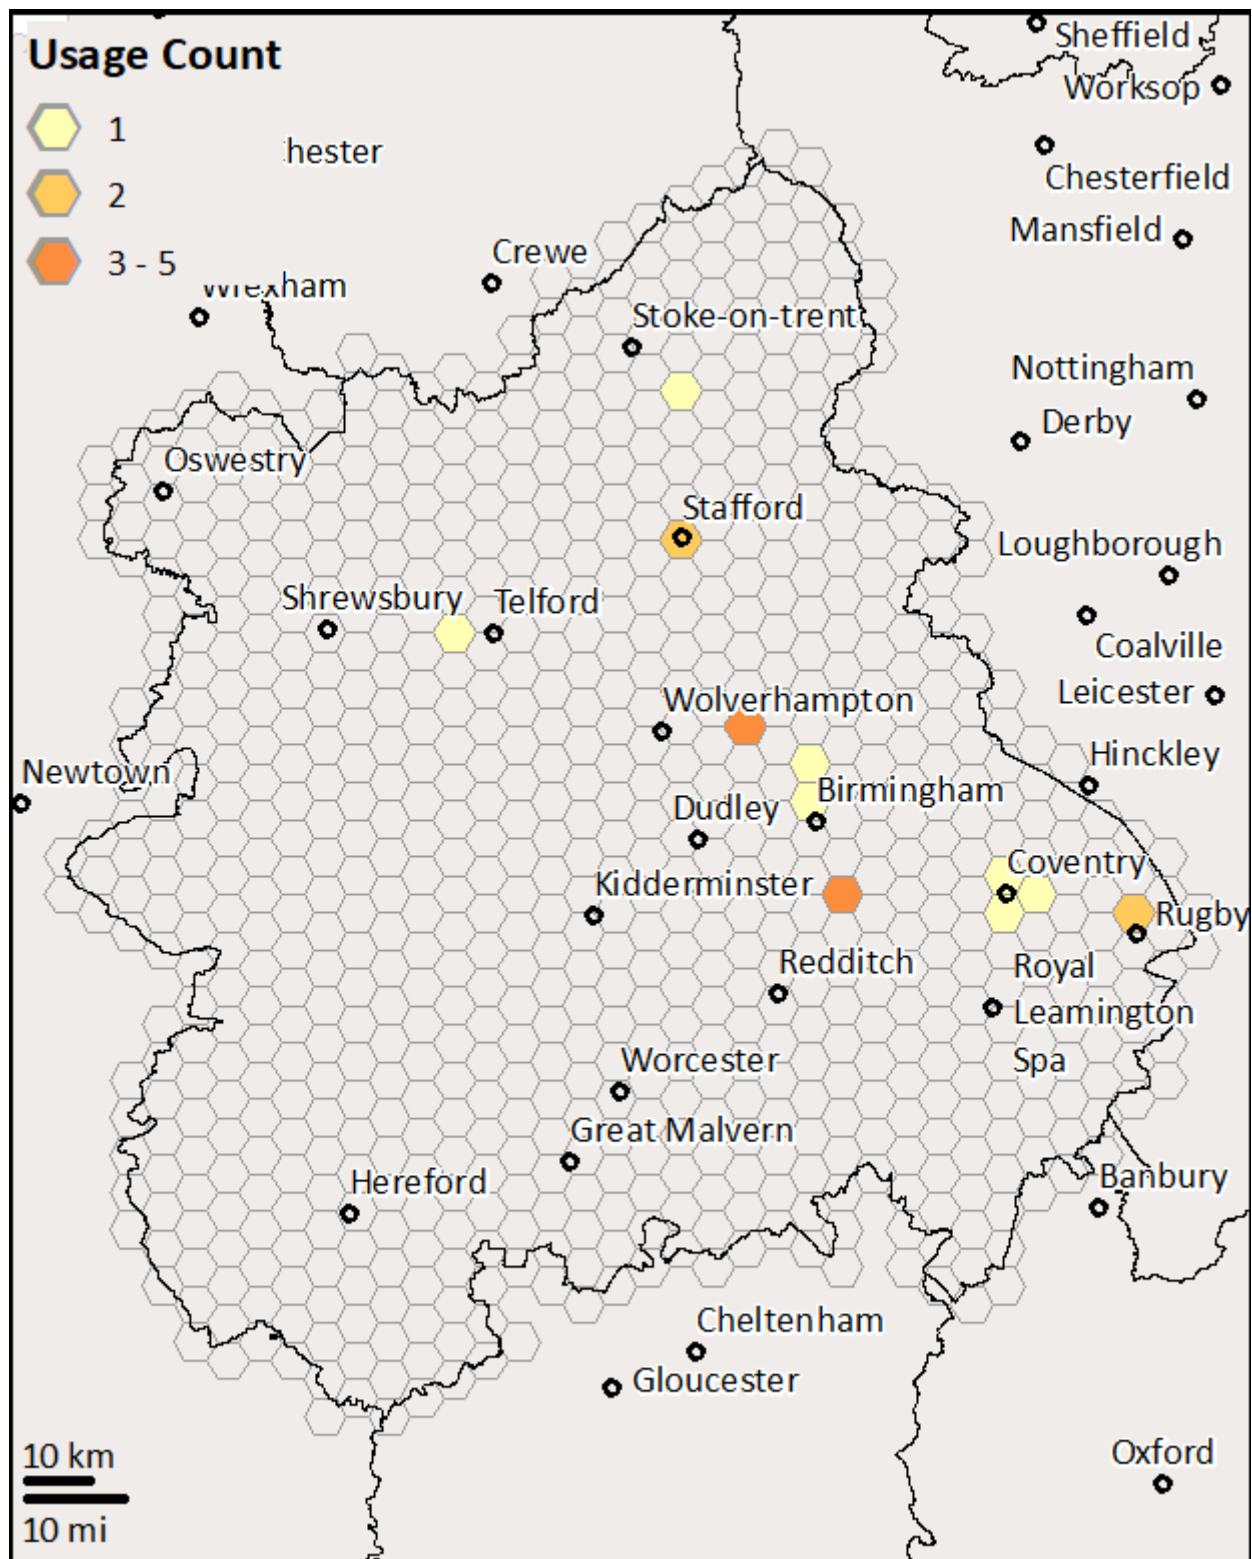 Sheffield
Usage Count
Worksop
1
hester
Chesterfield
2
Mansfield
Crewe
3 - 5
Wrexham
Stoke-on-trent
Nottingham
Derby
Oswestry
Stafford
Loughborough
Shrewsbury
Telford
Coalville
Leicester
Wolverhampton
Hinckley
Newtown
Birmingham
Dudley
Coventry
Kidderminster
Rugby
Redditch
Royal
Leamington
Spa
Worcester
Great Malvern
Banbury
Hereford
Cheltenham
Gloucester
10 km
Oxford
10 mi